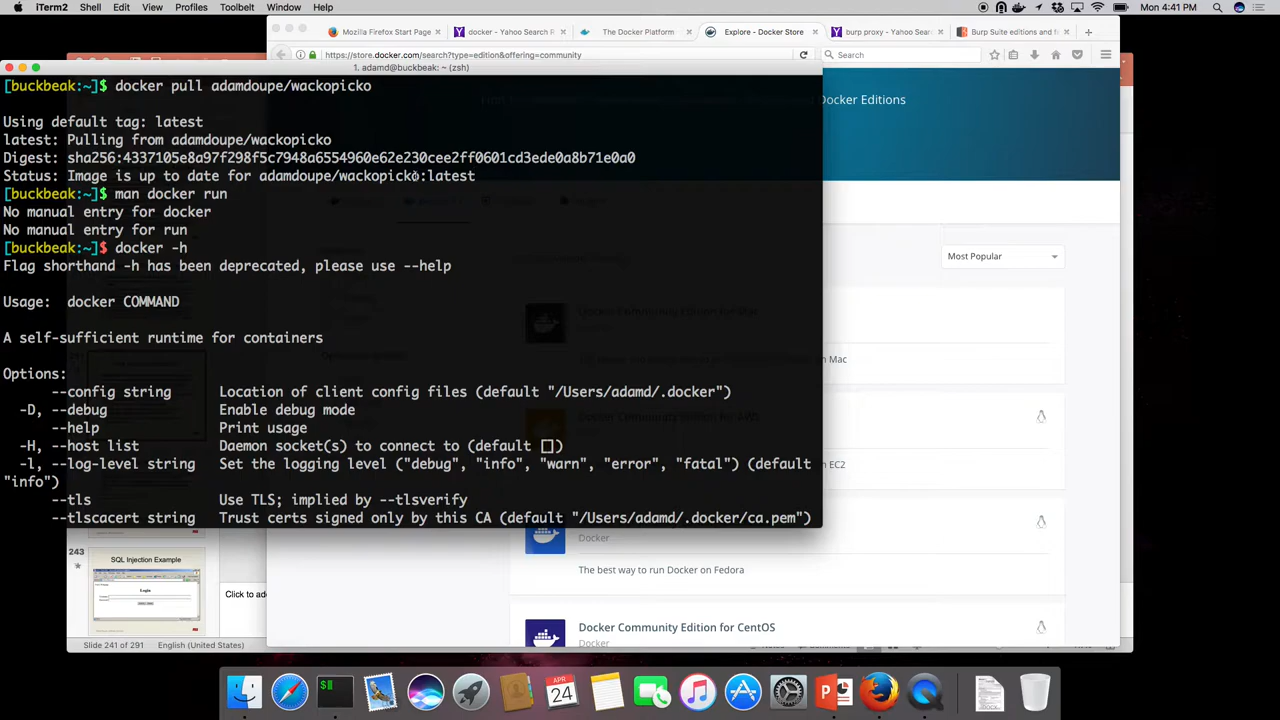 iTerm2 Shell Edit View Profiles Toolbelt Window Help
Mon 4:41 PM
Mozilla Firefox Start Page
docker - Yahoo Search R
The Docker Platform
Explore - Docker Store
burp proxy - Yahoo Sear
Burp Suite editions and f
https://store.docker.com/search?type=edition&offering=community
Search
1. adamd@buckbeak: ~ (zsh)
[buckbeak:~]$ docker pull adamdoupe/wackopicko
Docker Editions
Using default tag: latest
latest: Pulling from adamdoupe/wackopicko
Digest: sha256:4337105e8a97f298f5c7948a6554960e62e230cee2ff0601cd3ede0a8b71e0a0
Status: Image is up to date for adamdoupe/wackopicko:latest
[buckbeak:~]$ man docker run
No manual entry for docker
No manual entry for run
[buckbeak:~]$ docker -h
Flag shorthand -h has been deprecated, please use --help
Most Popular
Usage: docker COMMAND
A self-sufficient runtime for containers
Options:
--config string Location of client config files (default "/Users/adamd/.docker")
-D, --debug Enable debug mode
--help Print usage
-H, --host list Daemon socket(s) to connect to (default [])
-l, --log-level string Set the logging level ("debug", "info", "warn", "error", "fatal") (default
"info")
--tls Use TLS; implied by --tlsverify
--tlscacert string Trust certs signed only by this CA (default "/Users/adamd/.docker/ca.pem")
n Mac
EC2
Docker
The best way to run Docker on Fedora
Docker Community Edition for CentOS
Docker
243
SQL Injection Example
Login
Click to add
Slide 241 of 291
English (United States)
Notes
Comments
APR
24